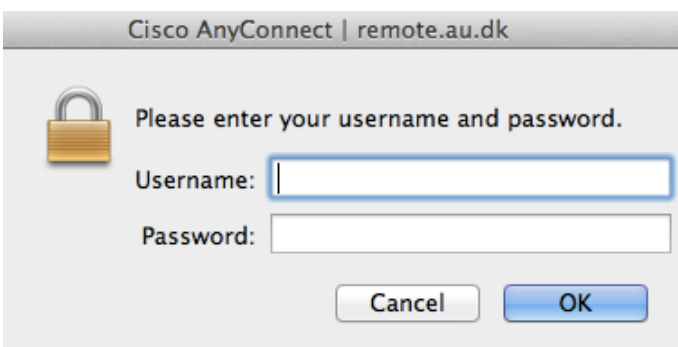 Cisco AnyConnect | remote.au.dk
Please enter your username and password.
Username:
Password:
Cancel OK